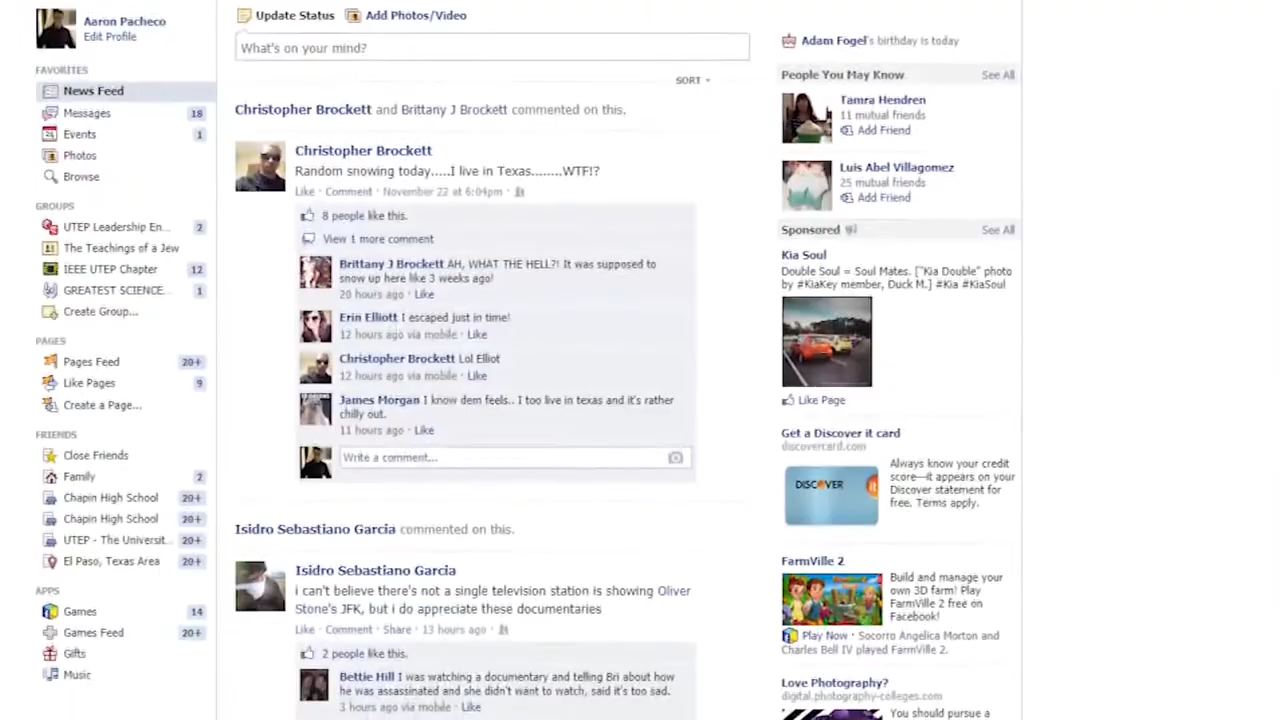 Aaron Pacheco
Edit Profile
FAVORITES
News Feed
Messages 18
Events 1
Photos
Browse
GROUPS
UTEP Leadership En... 2
The Teachings of a Jew
IEEE UTEP Chapter 12
GREATEST SCIENCE... 1
Create Group...
PAGES
Pages Feed 20+
Like Pages 9
Create a Page...
FRIENDS
Close Friends
Family 2
Chapin High School 20+
Chapin High School 20+
UTEP - The Universit... 20+
El Paso, Texas Area 20+
APPS
Games 14
Games Feed 20+
Gifts
Music
Update Status Add Photos/Video
What's on your mind?
SORT
Christopher Brockett and Brittany J Brockett commented on this.
Christopher Brockett
Random snowing today.....I live in Texas........WTF!?
Like · Comment · November 22 at 6:04pm ·
8 people like this.
View 1 more comment
Brittany J Brockett AH, WHAT THE HELL?! It was supposed to
snow up here like 3 weeks ago!
20 hours ago · Like
Erin Elliott I escaped just in time!
12 hours ago via mobile · Like
Christopher Brockett Lol Elliot
12 hours ago via mobile · Like
James Morgan I know dem feels.. I too live in texas and it's rather
chilly out.
11 hours ago · Like
Write a comment...
Isidro Sebastiano Garcia commented on this.
Isidro Sebastiano Garcia
i can't believe there's not a single television station is showing Oliver
Stone's JFK, but i do appreciate these documentaries
Like · Comment · Share · 13 hours ago ·
2 people like this.
Bettie Hill I was watching a documentary and telling Bri about how
he was assassinated and she didn't want to watch, said it's too sad.
3 hours ago via mobile · Like
Adam Fogel's birthday is today
People You May Know See All
Tamra Hendren
11 mutual friends
Add Friend
Luis Abel Villagomez
25 mutual friends
Add Friend
Sponsored See All
Kia Soul
Double Soul = Soul Mates. ["Kia Double" photo
by #KiaKey member, Duck M.] #Kia #KiaSoul
Like Page
Get a Discover it card
discovercard.com
DISCOVER it
Always know your credit
score—it appears on your
Discover statement for
free. Terms apply.
FarmVille 2
Build and manage your
own 3D farm! Play
FarmVille 2 free on
Facebook!
Play Now · Socorro Angelica Morton and
Charles Bell IV played FarmVille 2.
Love Photography?
digital.photography-colleges.com
You should pursue a